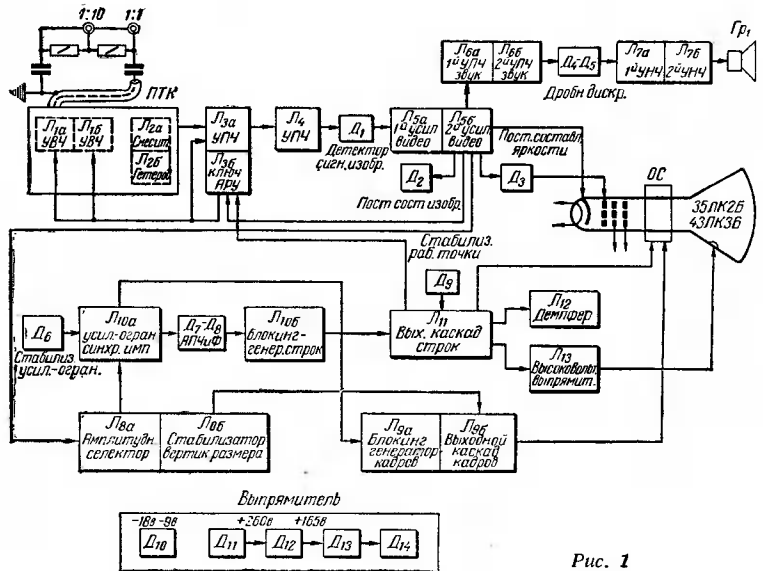 1:10 1:1
ПТК
Л1а
УВЧ
Л1б
УВЧ
Л2а
Смесит.
Л2б
Гетерод.
Л3а
УПЧ
Л3б
ключ
АРУ
Л4
УПЧ
Д1
Детектор
сигн.изобр.
Л5а
1й усил
видео
Л5б
2й усил.
видео
Л6а
1й УПЧ
звук
Л6б
2й УПЧ
звук
Д4-Д5
Дробн дискр.
Л7а
1й УНЧ
Л7б
2й УНЧ
Гр1
Пост.составл.
яркости
Д2
Пост сост изобр.
Д3
ОС
35ЛК2Б
43ЛК3Б
Стабилиз.
раб. точки
Д9
Д6
Стабилиз
усил.-огран.
Л10а
усил-огран
синхр. имп
Д7-Д8
АПЧиФ
Л10б
блокинг-
генер.строк
Л11
Вых. каскад
строк
Л12
Демпфер
Л13
Высоковольт.
выпрямит.
Л8а
Амплитудн
селектор
Л8б
Стабилизатор
вертик размера
Л9а
Блокинг
генератор-
кадров
Л9б
Выходной
каскад
кадров
Выпрямитель
-18в -9в
+260в
+165в
Д10
Д11
Д12
Д13
Д14
Рис. 1